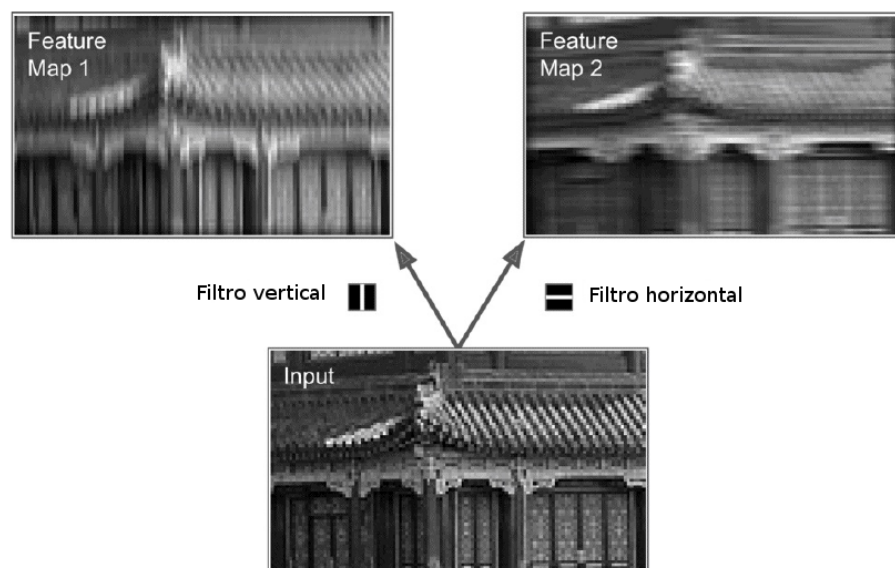 Feature
Map 1
Feature
Map 2
Filtro vertical
Filtro horizontal
Input